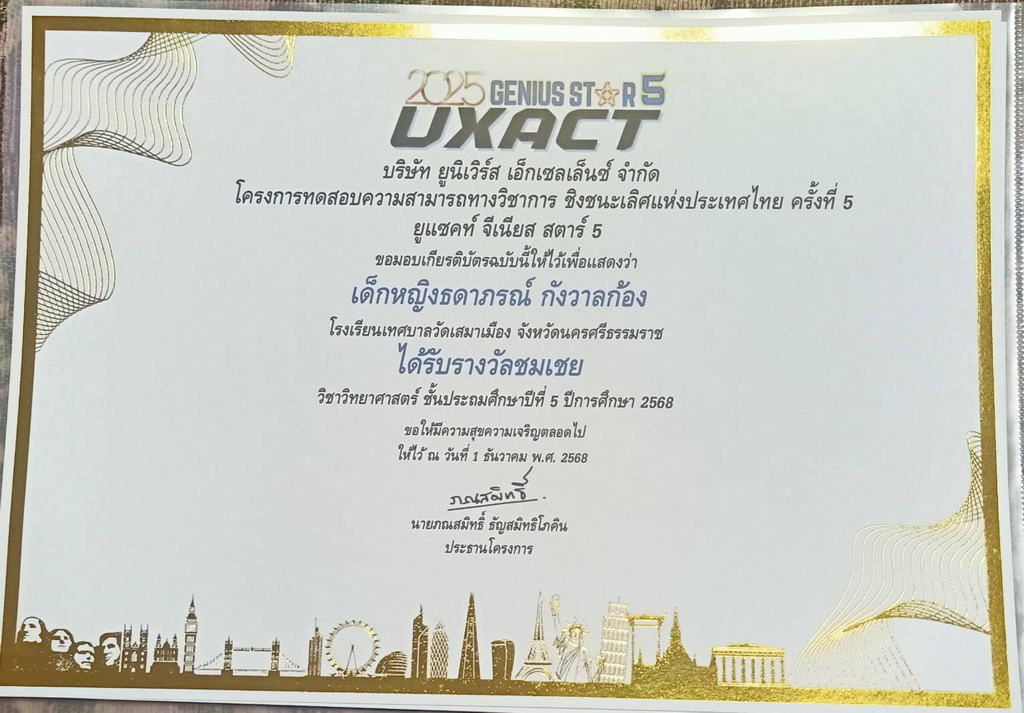 2025 GENIUS STAR 5
UXACT
บริษัท ยูนิเวิร์ส เอ็กเซลเล็นซ์ จำกัด
โครงการทดสอบความสามารถทางวิชาการ ชิงชนะเลิศแห่งประเทศไทย ครั้งที่ 5
ยูแซคท์ จีเนียส สตาร์ 5
ขอมอบเกียรติบัตรฉบับนี้ให้ไว้เพื่อแสดงว่า
เด็กหญิงธดาภรณ์ กังวาลก้อง
โรงเรียนเทศบาลวัดเสมาเมือง จังหวัดนครศรีธรรมราช
ได้รับรางวัลชมเชย
วิชาวิทยาศาสตร์ ชั้นประถมศึกษาปีที่ 5 ปีการศึกษา 2568
ขอให้มีความสุขความเจริญตลอดไป
ให้ไว้ ณ วันที่ 1 ธันวาคม พ.ศ. 2568
ภณสมิทธิ์
นายภณสมิทธิ์ ธัญสมิทธิโภคิน
ประธานโครงการ